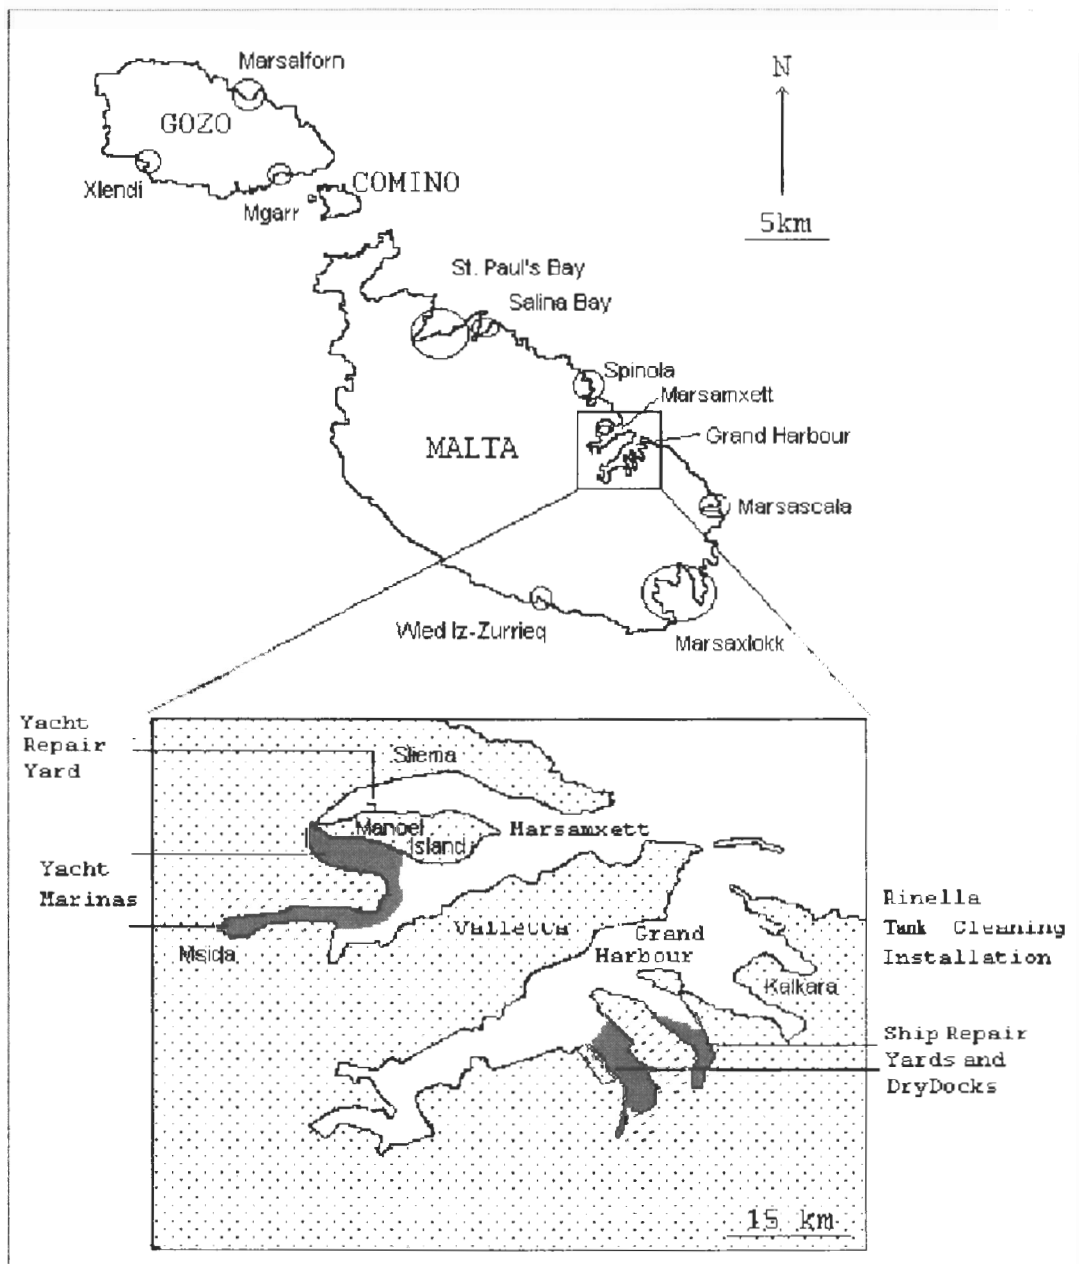 Marsalforn
N
GOZO
COMINO
Xlendi
Mgarr
5km
St. Paul's Bay
Salina Bay
Spinola
Marsamxett
MALTA
Grand Harbour
Marsascala
Wied Iz-Zurrieq
Marsaxlokk
Yacht
Repair
Yard
Sliema
Manoel
Island
Marsamxett
Yacht
Marinas
Msida
Valletta
Grand
Harbour
Rinella
Tank Cleaning
Installation
Kalkara
Ship Repair
Yards and
DryDocks
15 km